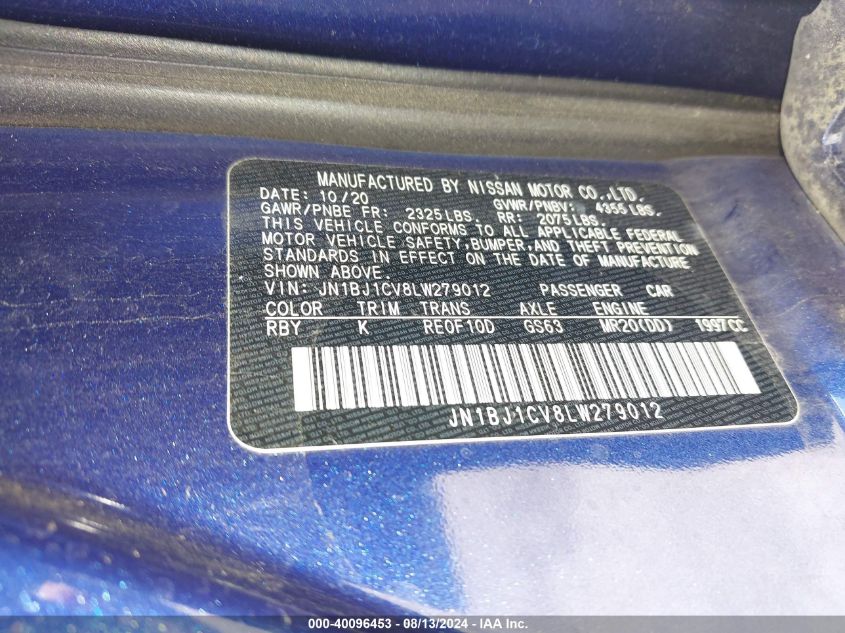 MANUFACTURED BY NISSAN MOTOR CO.,LTD.
DATE: 10/20 GVWR/PNBV: 4355 LBS.
GAWR/PNBE FR: 2325 LBS. RR: 2075 LBS.
THIS VEHICLE CONFORMS TO ALL APPLICABLE FEDERAL
MOTOR VEHICLE SAFETY,BUMPER,AND THEFT PREVENTION
STANDARDS IN EFFECT ON THE DATE OF MANUFACTURE
SHOWN ABOVE.
VIN: JN1BJ1CV8LW279012 PASSENGER CAR
COLOR TRIM TRANS AXLE ENGINE
RBY K RE0F10D GS63 MR20(DD) 1997CC
JN1BJ1CV8LW279012
000-40096453 - 08/13/2024 - IAA Inc.